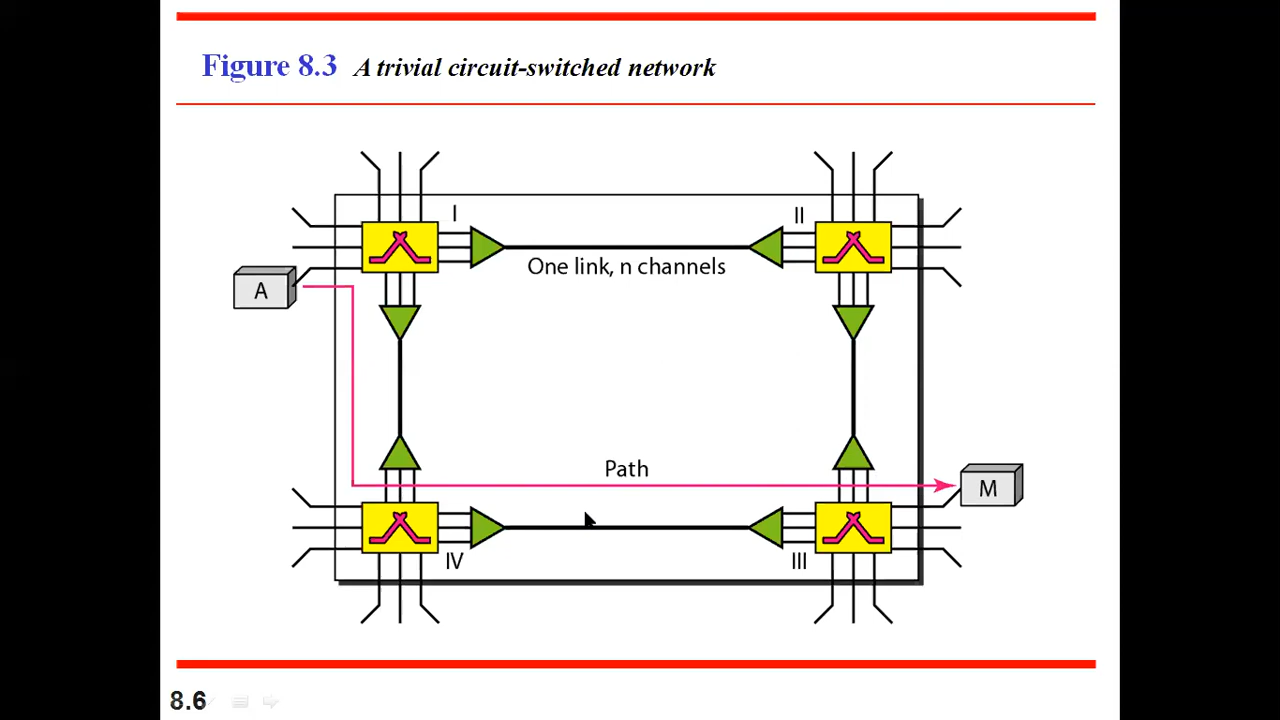 Figure 8.3 A trivial circuit-switched network
I
II
One link, n channels
A
Path
M
IV
III
8.6